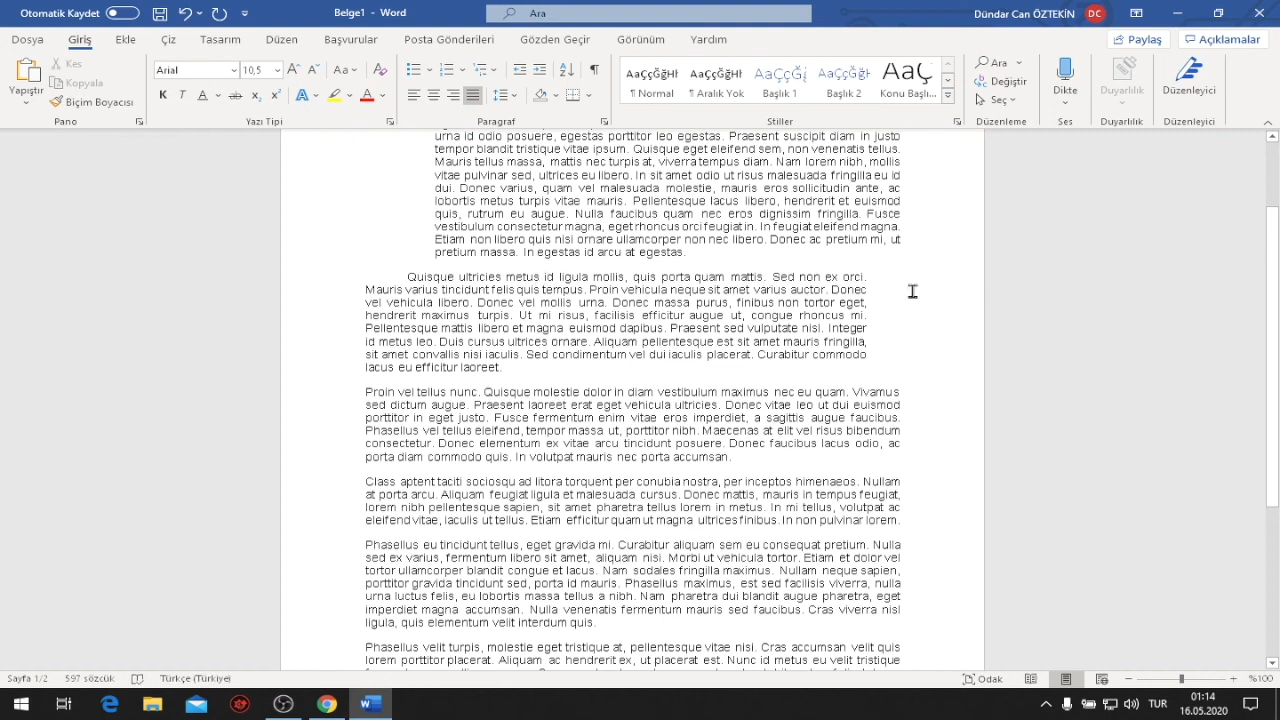 Otomatik Kaydet
Belge1 - Word
Ara
Dündar Can ÖZTEKİN
DC
Dosya
Giriş
Ekle
Çiz
Tasarım
Düzen
Başvurular
Posta Gönderileri
Gözden Geçir
Görünüm
Yardım
Paylaş
Açıklamalar
Yapıştır
Kes
Kopyala
Biçim Boyacısı
Pano
Arial
10,5
Aa
K T A ab x₂ x²
A A
Yazı Tipi
Paragraf
AaÇçĞğHł
¶ Normal
AaÇçĞğHł
¶ Aralık Yok
AaÇçĞğ
Başlık 1
AaÇçĞğHł
Başlık 2
AaÇç
Konu Başlı...
Stiller
Ara
Değiştir
Seç
Düzenleme
Dikte
Ses
Duyarlılık
Duyarlılık
Düzenleyici
Düzenleyici
urna id odio posuere, egestas porttitor leo egestas. Praesent suscipit diam in justo
tempor blandit tristique vitae ipsum. Quisque eget eleifend sem, non venenatis tellus.
Mauris tellus massa, mattis nec turpis at, viverra tempus diam. Nam lorem nibh, mollis
vitae pulvinar sed, ultrices eu libero. In sit amet odio ut risus malesuada fringilla eu id
dui. Donec varius, quam vel malesuada molestie, mauris eros sollicitudin ante, ac
lobortis metus turpis vitae mauris. Pellentesque lacus libero, hendrerit et euismod
quis, rutrum eu augue. Nulla faucibus quam nec eros dignissim fringilla. Fusce
vestibulum consectetur magna, eget rhoncus orci feugiat in. In feugiat eleifend magna.
Etiam non libero quis nisi ornare ullamcorper non nec libero. Donec ac pretium mi, ut
pretium massa. In egestas id arcu at egestas.
Quisque ultricies metus id ligula mollis, quis porta quam mattis. Sed non ex orci.
Mauris varius tincidunt felis quis tempus. Proin vehicula neque sit amet varius auctor. Donec
vel vehicula libero. Donec vel mollis urna. Donec massa purus, finibus non tortor eget,
hendrerit maximus turpis. Ut mi risus, facilisis efficitur augue ut, congue rhoncus mi.
Pellentesque mattis libero et magna euismod dapibus. Praesent sed vulputate nisl. Integer
id metus leo. Duis cursus ultrices ornare. Aliquam pellentesque est sit amet mauris fringilla,
sit amet convallis nisi iaculis. Sed condimentum vel dui iaculis placerat. Curabitur commodo
lacus eu efficitur laoreet.
Proin vel tellus nunc. Quisque molestie dolor in diam vestibulum maximus nec eu quam. Vivamus
sed dictum augue. Praesent laoreet erat eget vehicula ultricies. Donec vitae leo ut dui euismod
porttitor in eget justo. Fusce fermentum enim vitae eros imperdiet, a sagittis augue faucibus.
Phasellus vel tellus eleifend, tempor massa ut, porttitor nibh. Maecenas at elit vel risus bibendum
consectetur. Donec elementum ex vitae arcu tincidunt posuere. Donec faucibus lacus odio, ac
porta diam commodo quis. In volutpat mauris nec porta accumsan.
Class aptent taciti sociosqu ad litora torquent per conubia nostra, per inceptos himenaeos. Nullam
at porta arcu. Aliquam feugiat ligula et malesuada cursus. Donec mattis, mauris in tempus feugiat,
lorem nibh pellentesque sapien, sit amet pharetra tellus lorem in metus. In mi tellus, volutpat ac
eleifend vitae, iaculis ut tellus. Etiam efficitur quam ut magna ultrices finibus. In non pulvinar lorem.
Phasellus eu tincidunt tellus, eget gravida mi. Curabitur aliquam sem eu consequat pretium. Nulla
sed ex varius, fermentum libero sit amet, aliquam nisi. Morbi ut vehicula tortor. Etiam et dolor vel
tortor ullamcorper blandit congue et lacus. Nam sodales fringilla maximus. Nullam neque sapien,
porttitor gravida tincidunt sed, porta id mauris. Phasellus maximus, est sed facilisis viverra, nulla
urna luctus felis, eu lobortis massa tellus a nibh. Nam pharetra dui blandit augue pharetra, eget
imperdiet magna accumsan. Nulla venenatis fermentum mauris sed faucibus. Cras viverra nisl
ligula, quis elementum velit interdum quis.
Phasellus velit turpis, molestie eget tristique at, pellentesque vitae nisi. Cras accumsan velit quis
lorem porttitor placerat. Aliquam ac hendrerit ex, ut placerat est. Nunc id metus eu velit tristique
Sayfa 1/2
597 sözcük
Türkçe (Türkiye)
Odak
%100
TUR
01:14
16.05.2020